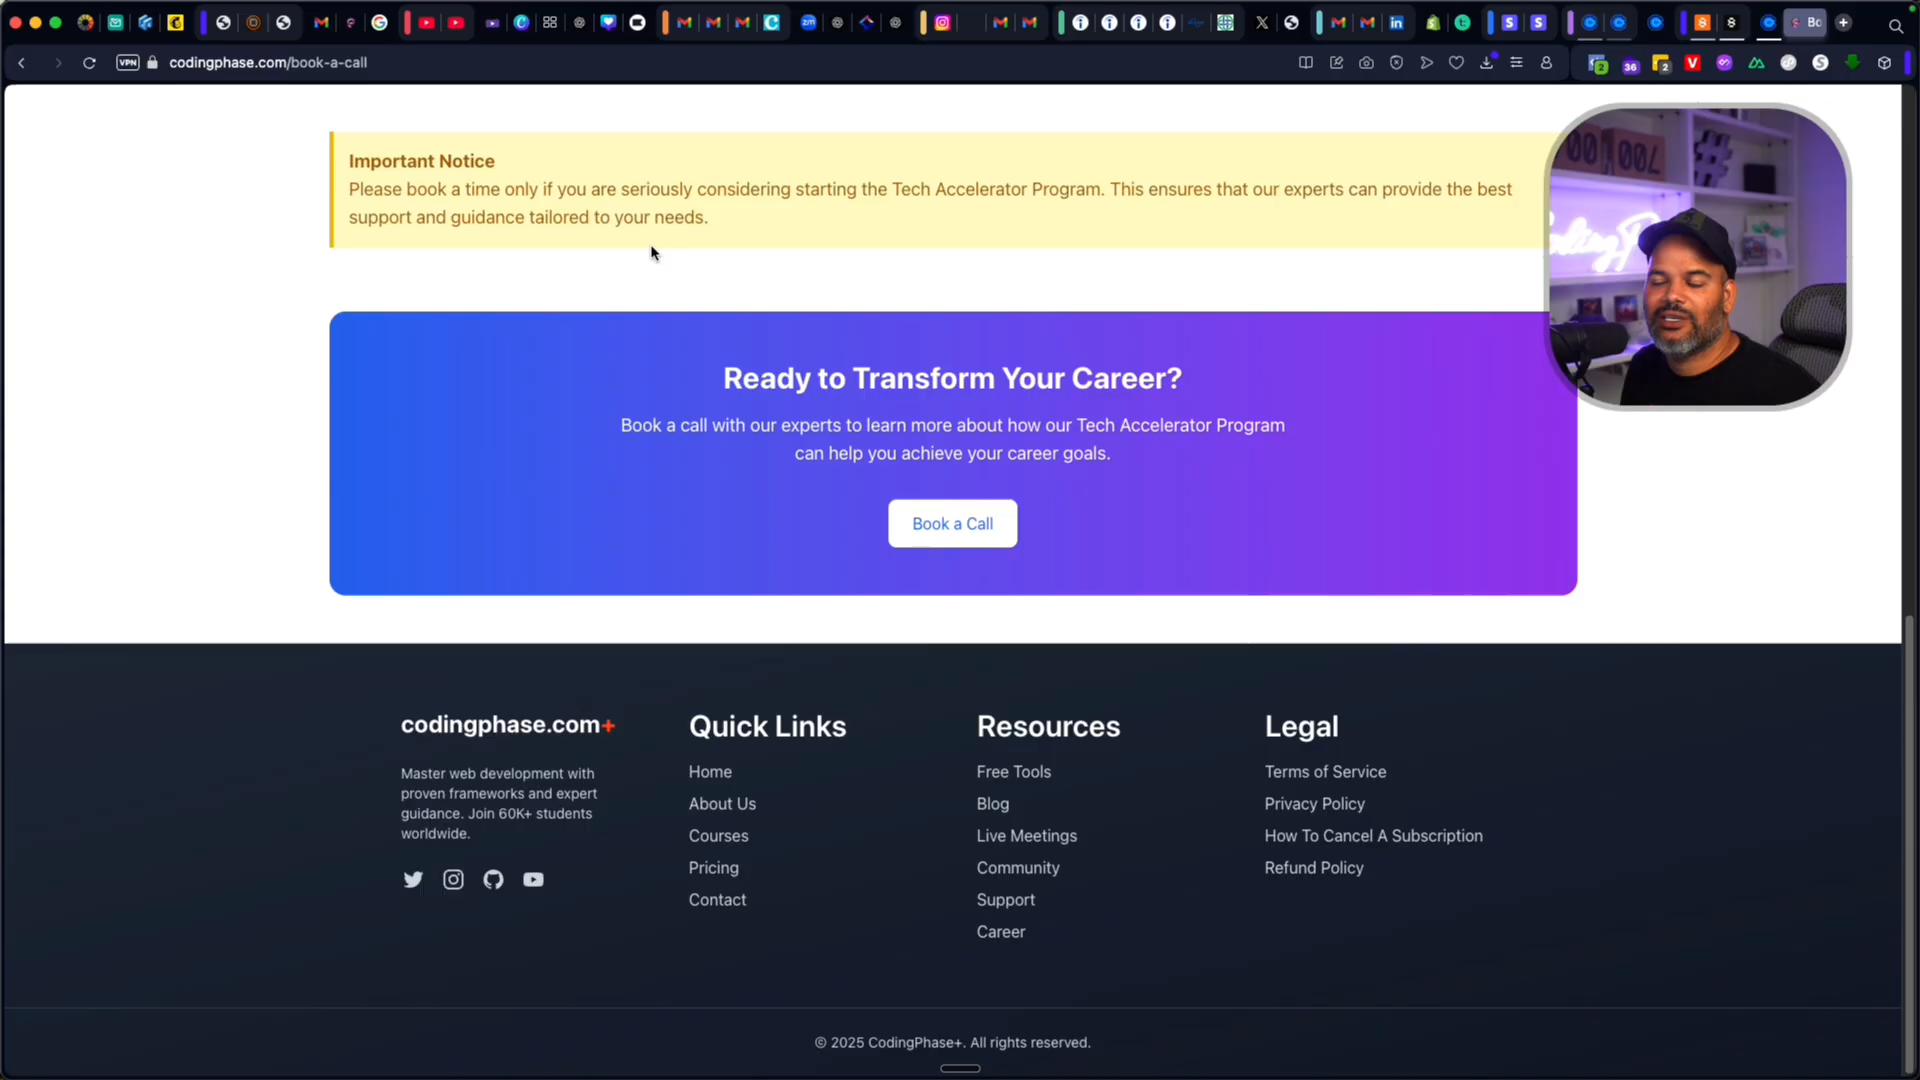 codingphase.com/book-a-call
VPN
36
2
2
Important Notice
Please book a time only if you are seriously considering starting the Tech Accelerator Program. This ensures that our experts can provide the best
support and guidance tailored to your needs.
Ready to Transform Your Career?
Book a call with our experts to learn more about how our Tech Accelerator Program
can help you achieve your career goals.
Book a Call
codingphase.com+
Master web development with
proven frameworks and expert
guidance. Join 60K+ students
worldwide.
Quick Links
Home
About Us
Courses
Pricing
Contact
Resources
Free Tools
Blog
Live Meetings
Community
Support
Career
Legal
Terms of Service
Privacy Policy
How To Cancel A Subscription
Refund Policy
© 2025 CodingPhase+. All rights reserved.